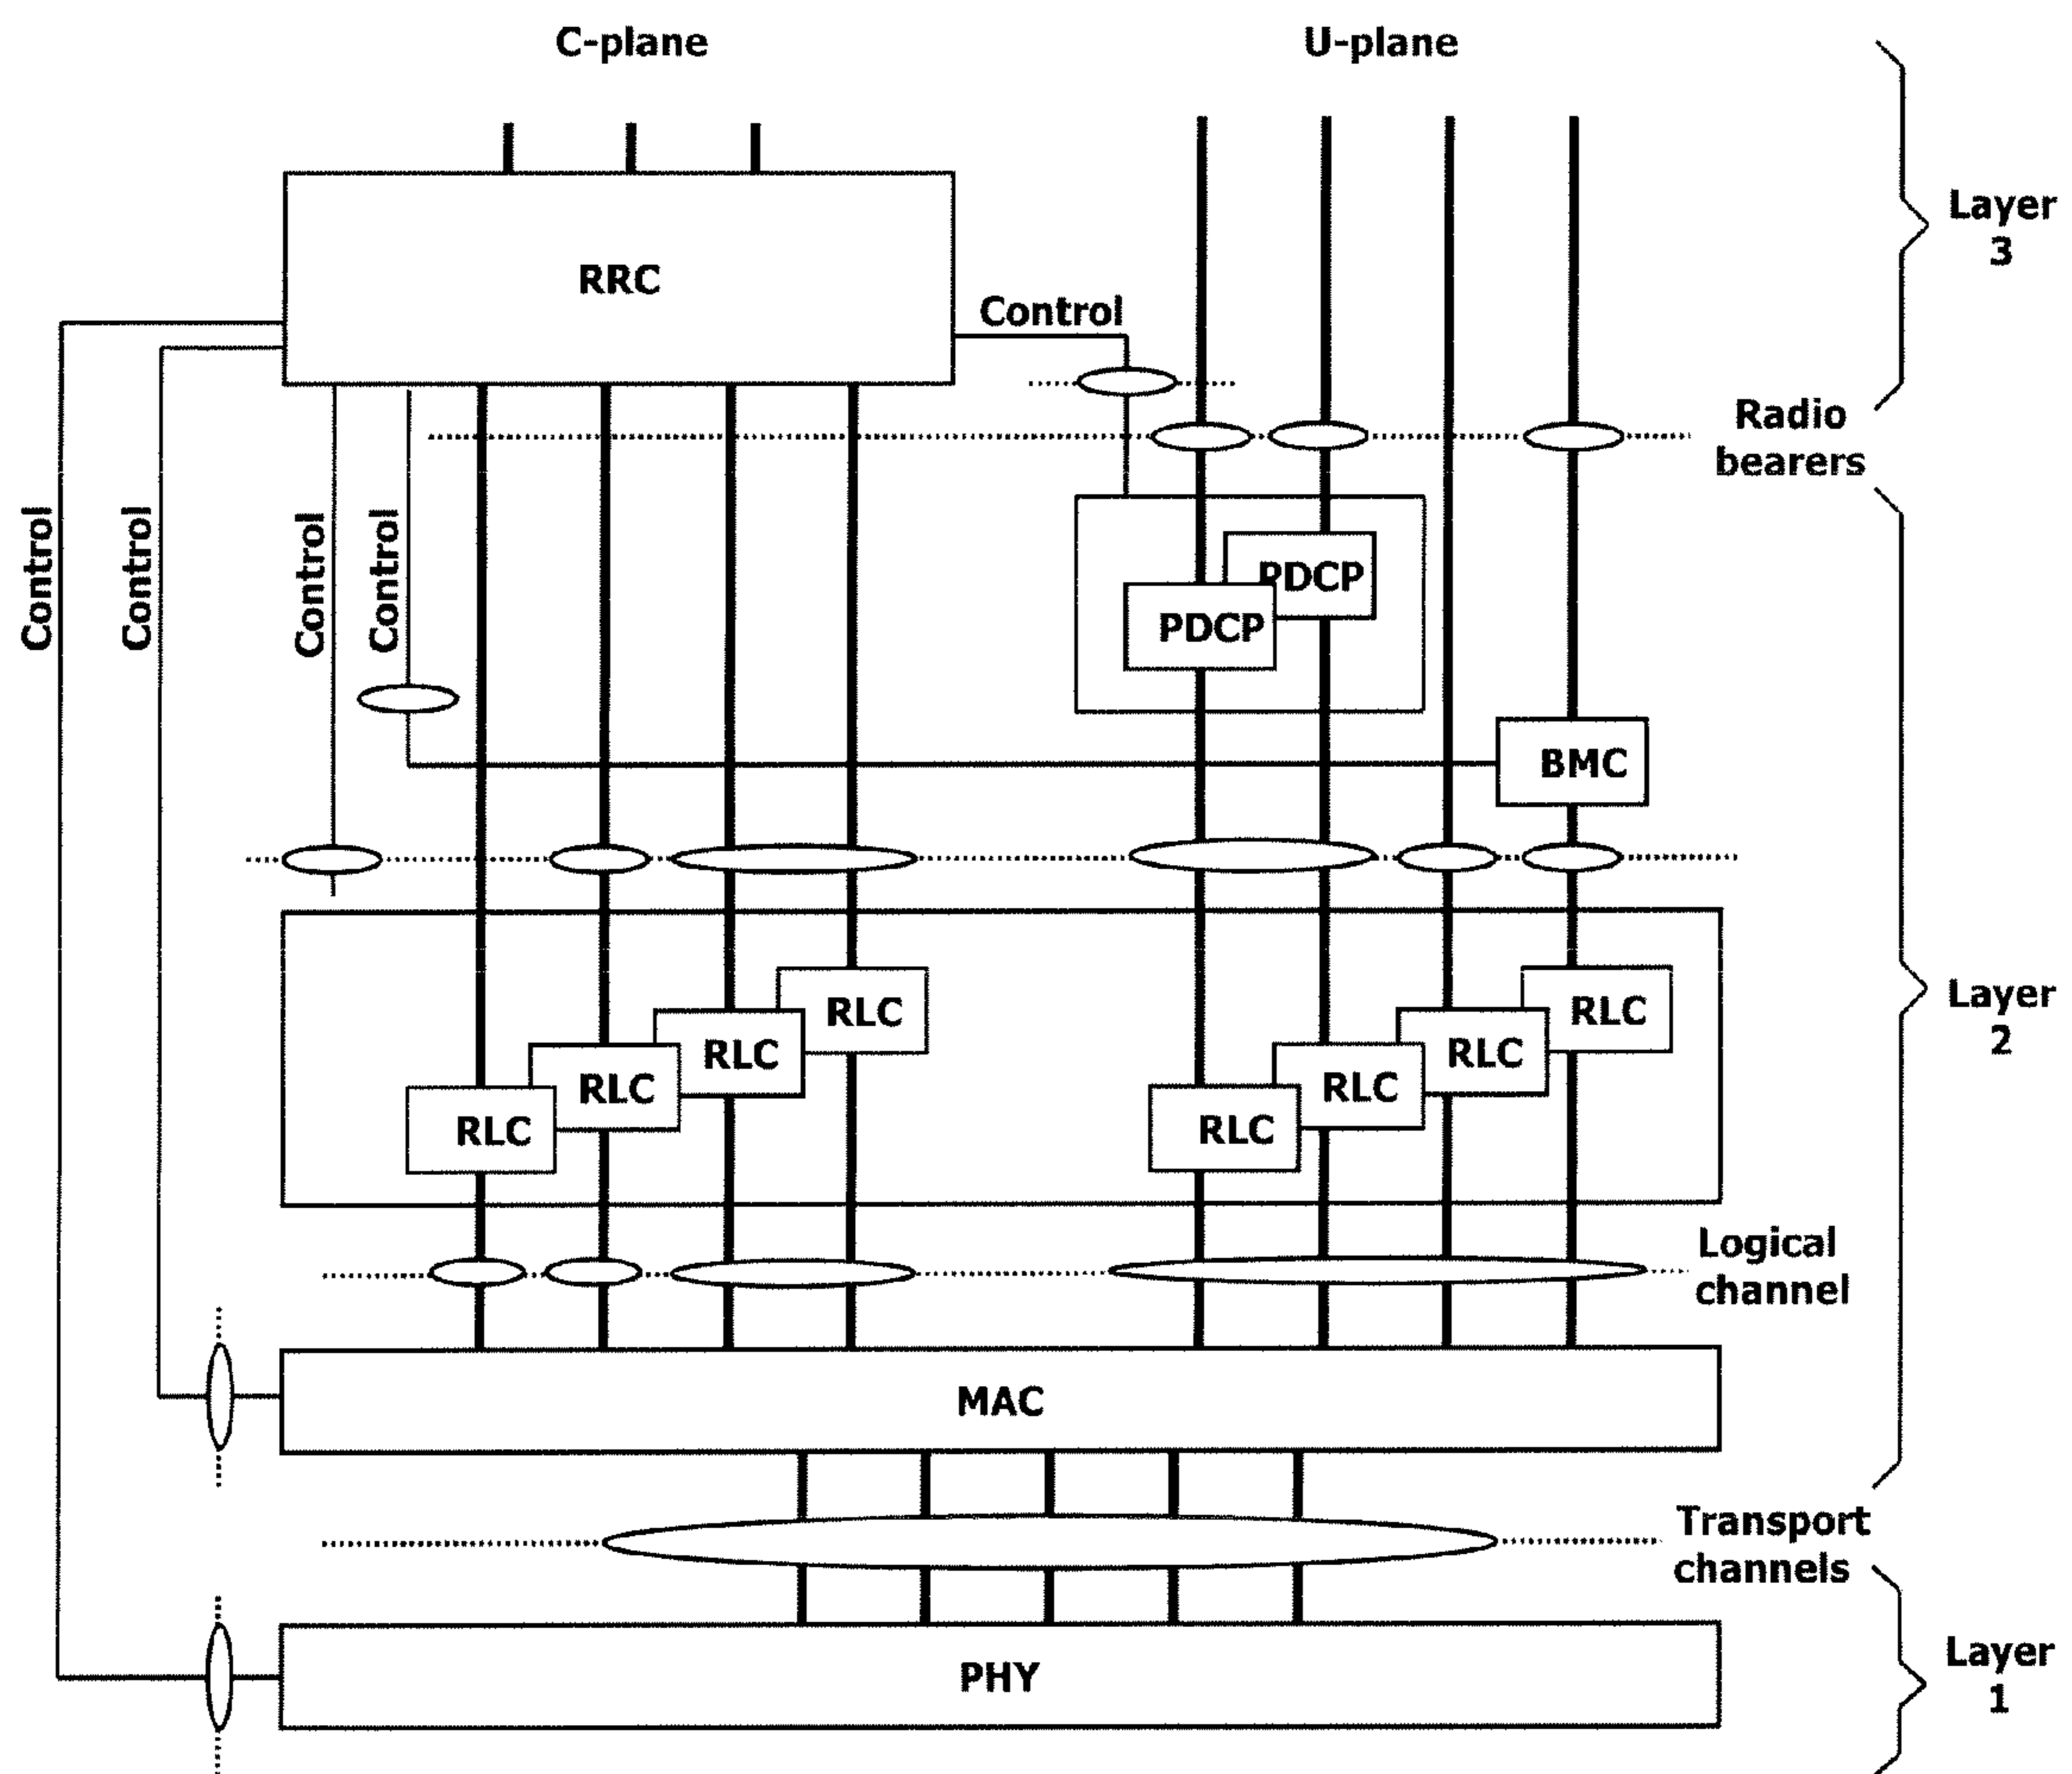 C-plane
U-plane
Layer
3
RRC
Control
Radio
bearers
Control
Control
Control
Control
PDCP
PDCP
BMC
Layer
2
RLC
RLC
RLC
RLC
RLC
RLC
RLC
RLC
Logical
channel
MAC
Transport
channels
Layer
1
PHY